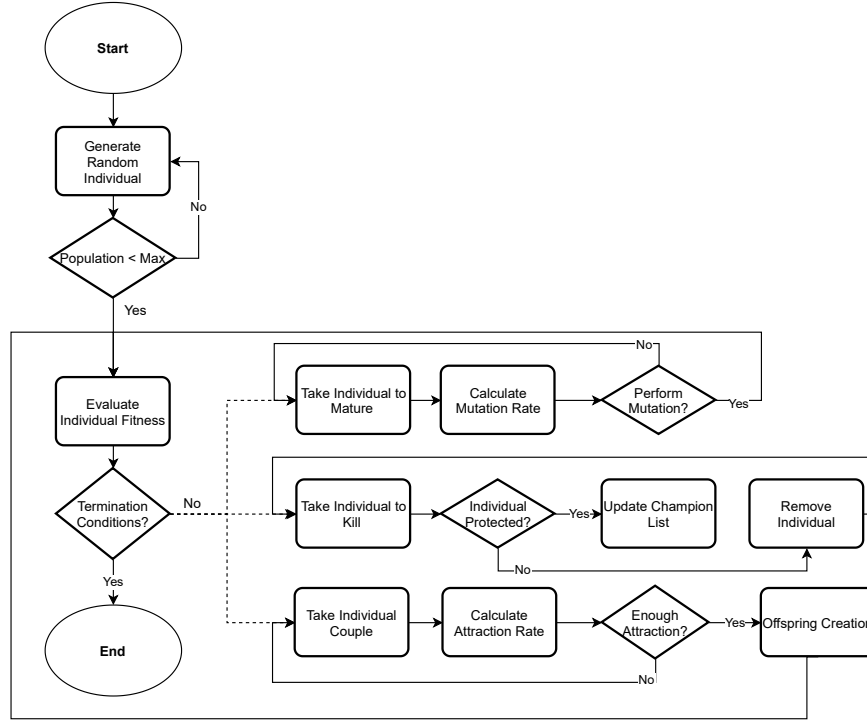 Start
Generate
Random
Individual
No
Population < Max
Yes
No
Evaluate
Individual Fitness
Take Individual to
Mature
Calculate
Mutation Rate
Perform
Mutation?
Yes
Termination
Conditions?
No
Take Individual to
Kill
Individual
Protected?
Yes
Update Champion
List
Remove
Individual
No
Yes
End
Take Individual
Couple
Calculate
Attraction Rate
Enough
Attraction?
Yes
Offspring Creation
No